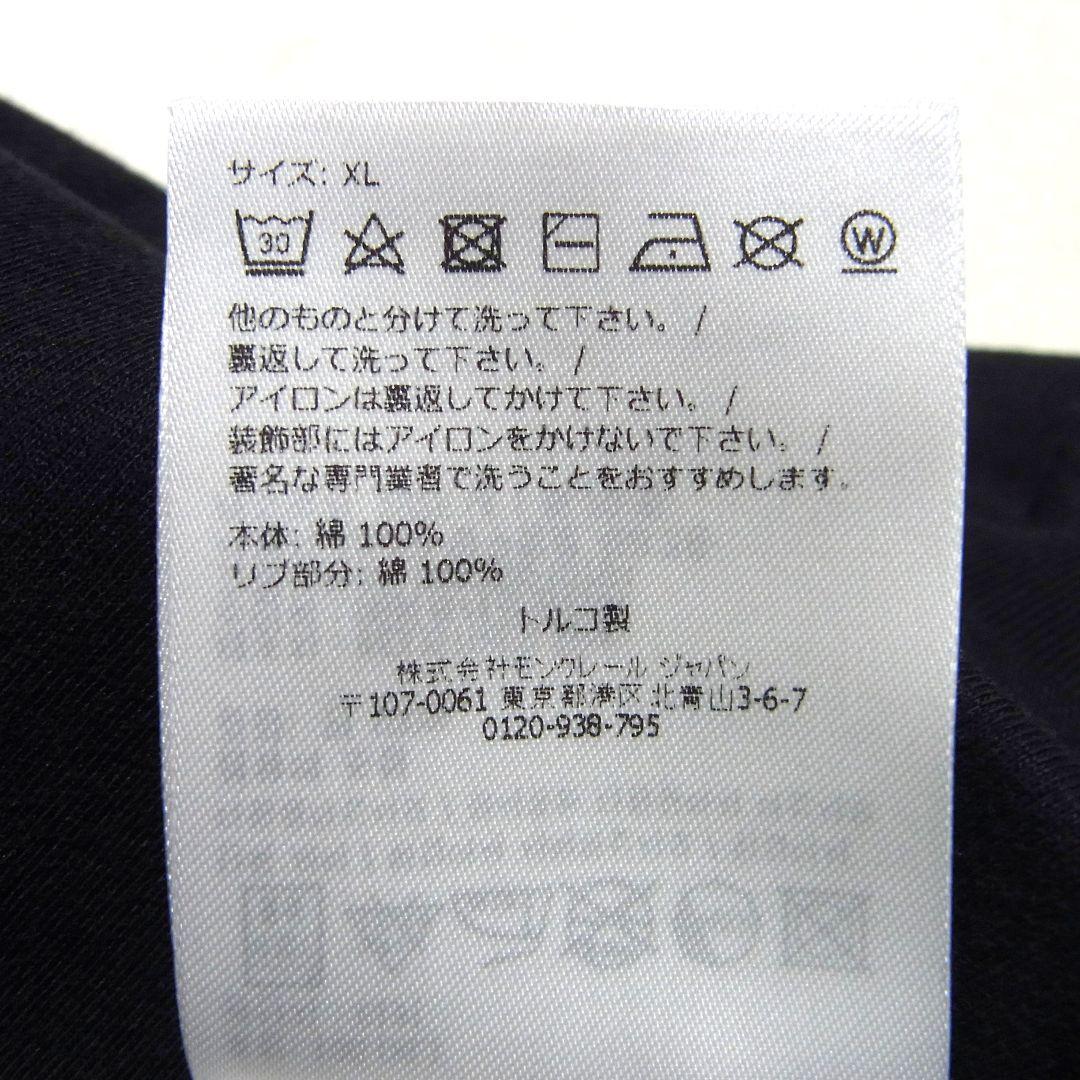 サイズ: XL
30
W
他のものと分けて洗って下さい。 /
裏返して洗って下さい。 /
アイロンは裏返してかけて下さい。 /
装飾部にはアイロンをかけないで下さい。 /
著名な専門業者で洗うことをおすすめします。
本体: 綿 100%
リブ部分: 綿 100%
トルコ製
株式会社モンクレール ジャパン
〒107-0061 東京都港区 北青山3-6-7
0120-938-795